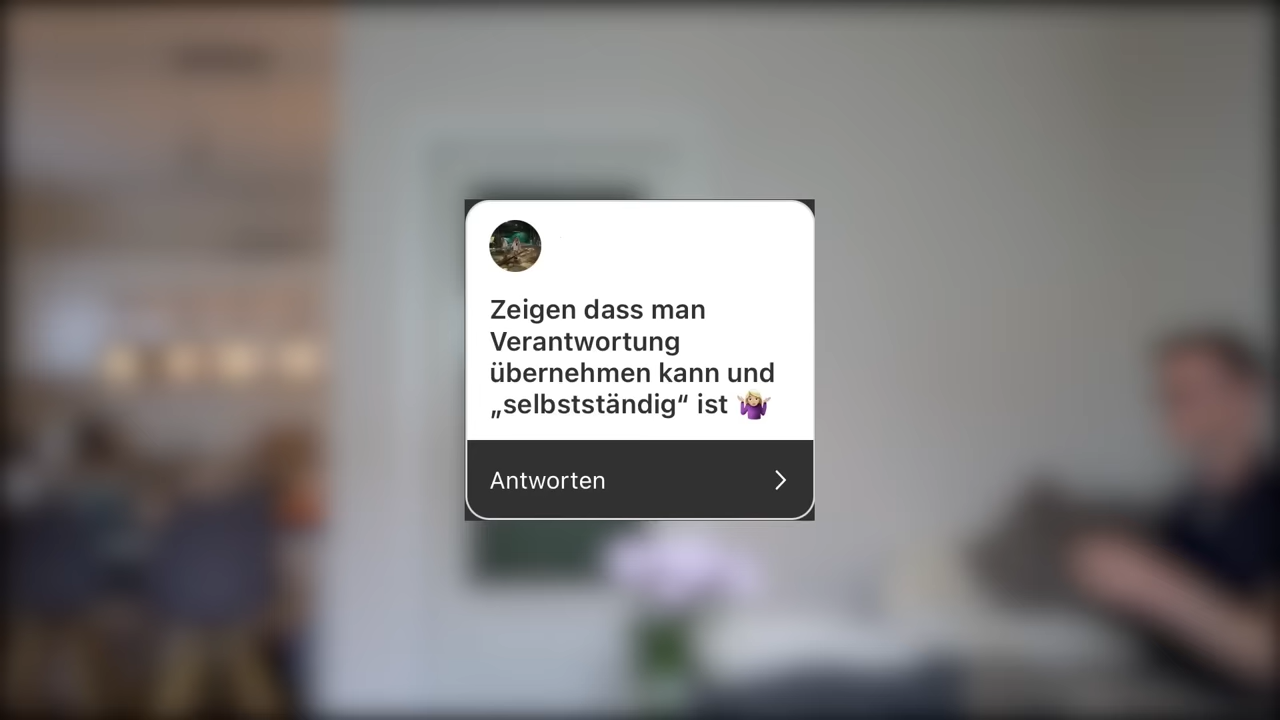 Zeigen dass man
Verantwortung
übernehmen kann und
„selbstständig“ ist 🤷🏼‍♀️
Antworten